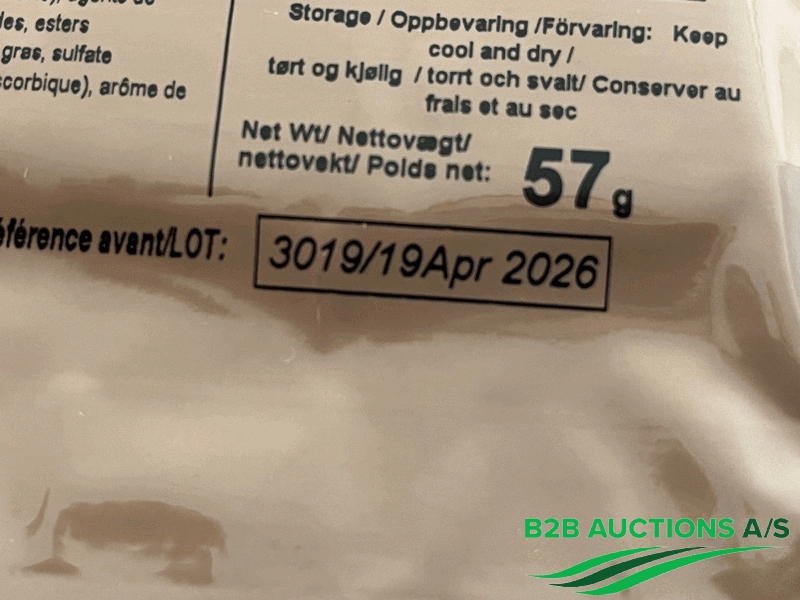 les, esters
gras, sulfate
scorbique), arôme de
Storage / Oppbevaring /Förvaring: Keep
cool and dry /
tørt og kjølig / torrt och svalt/ Conserver au
frais et au sec
Net Wt/ Nettovægt/
nettovekt/ Poids net:
57g
éférence avant/LOT:
3019/19Apr 2026
B2B AUCTIONS A/S